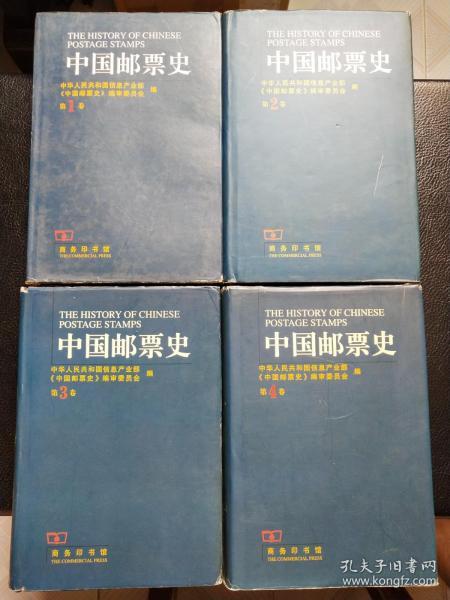 THE HISTORY OF CHINESE
POSTAGE STAMPS
中国邮票史
中华人民共和国信息产业部
《中国邮票史》编审委员会 编
第1卷
商务印书馆
THE COMMERCIAL PRESS
THE HISTORY OF CHINESE
POSTAGE STAMPS
中国邮票史
中华人民共和国信息产业部
《中国邮票史》编审委员会 编
第2卷
商务印书馆
THE COMMERCIAL PRESS
THE HISTORY OF CHINESE
POSTAGE STAMPS
中国邮票史
中华人民共和国信息产业部
《中国邮票史》编审委员会 编
第3卷
商务印书馆
THE COMMERCIAL PRESS
THE HISTORY OF CHINESE
POSTAGE STAMPS
中国邮票史
中华人民共和国信息产业部
《中国邮票史》编审委员会 编
第4卷
商务印书馆
THE COMMERCIAL PRESS
孔夫子旧书网
www.kongfz.com